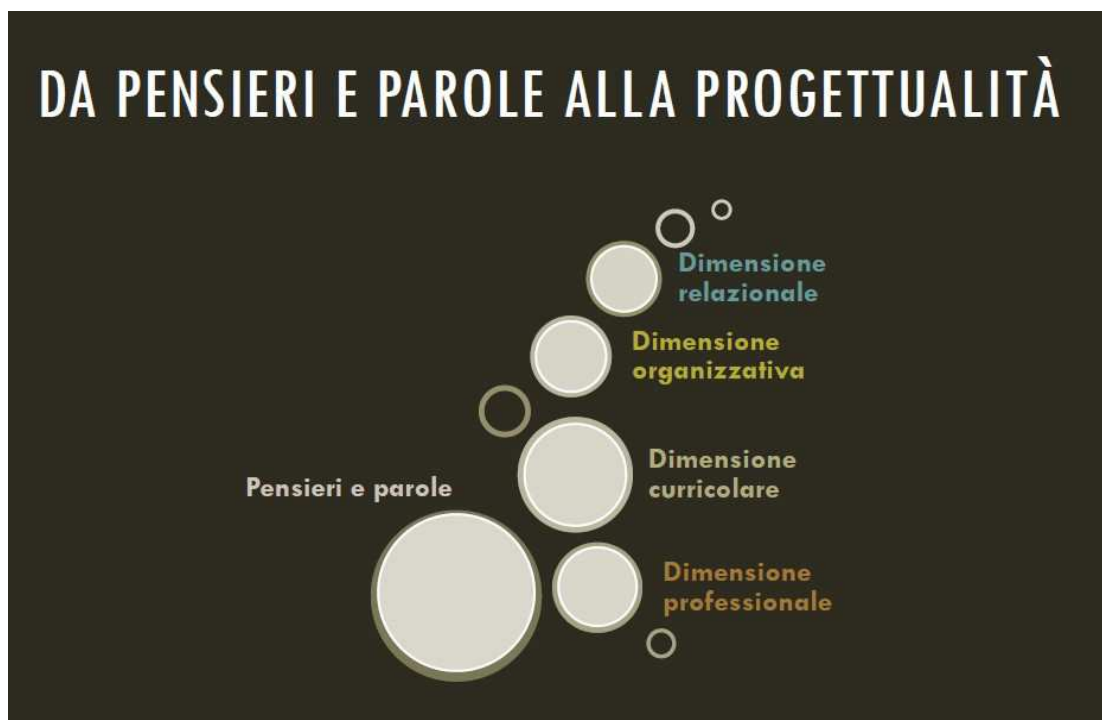 DA PENSIERI E PAROLE ALLA PROGETTUALITÀ
Dimensione
relazionale
Dimensione
organizzativa
Dimensione
curricolare
Pensieri e parole
Dimensione
professionale